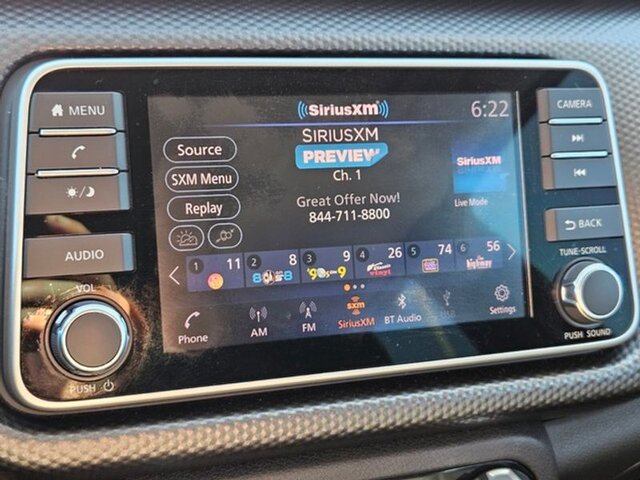 MENU
AUDIO
VOL
PUSH
SiriusXM
6:22
SIRIUSXM
PREVIEW
Ch. 1
Great Offer Now!
844-711-8800
Source
SXM Menu
Replay
SiriusXM
Live Mode
1 11
2 8
3 9
4 26
5 74
6 56
Phone
AM
FM
sxm
SiriusXM
BT Audio
USB
Settings
CAMERA
BACK
TUNE-SCROLL
PUSH SOUND